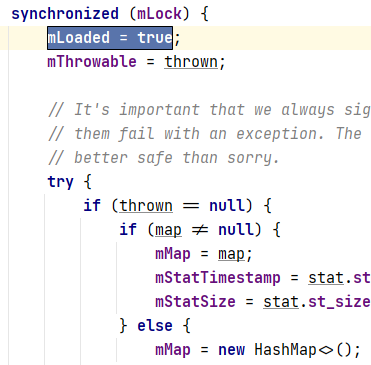 synchronized (mLock) {
mLoaded = true;
mThrowable = thrown;
// It's important that we always sig
// them fail with an exception. The
// better safe than sorry.
try {
if (thrown == null) {
if (map != null) {
mMap = map;
mStatTimestamp = stat.st
mStatSize = stat.st_size
} else {
mMap = new HashMap<>();